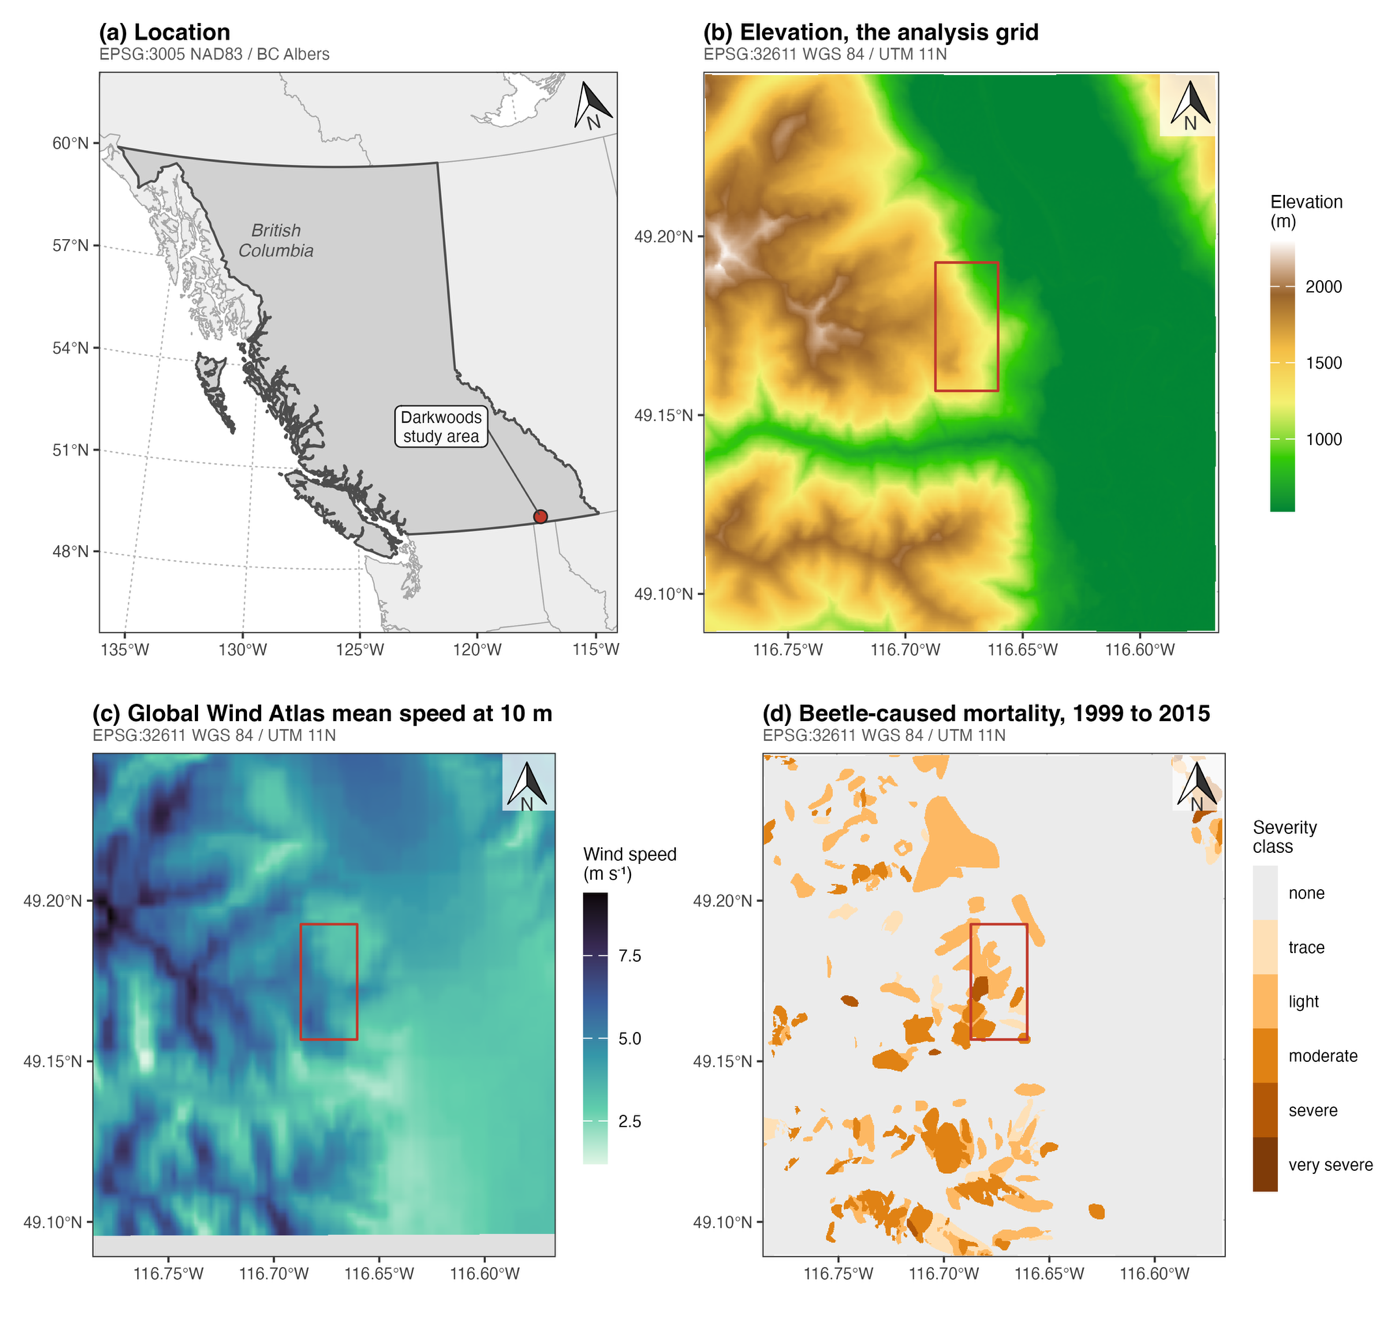 (a) Location
EPSG:3005 NAD83 / BC Albers
N
60°N
57°N
54°N
51°N
48°N
British
Columbia
Darkwoods
study area
135°W
130°W
125°W
120°W
115°W
(b) Elevation, the analysis grid
EPSG:32611 WGS 84 / UTM 11N
N
49.20°N
49.15°N
49.10°N
116.75°W
116.70°W
116.65°W
116.60°W
Elevation
(m)
2000
1500
1000
(c) Global Wind Atlas mean speed at 10 m
EPSG:32611 WGS 84 / UTM 11N
N
49.20°N
49.15°N
49.10°N
116.75°W
116.70°W
116.65°W
116.60°W
Wind speed
(m s⁻¹)
7.5
5.0
2.5
(d) Beetle-caused mortality, 1999 to 2015
EPSG:32611 WGS 84 / UTM 11N
N
49.20°N
49.15°N
49.10°N
116.75°W
116.70°W
116.65°W
116.60°W
Severity
class
none
trace
light
moderate
severe
very severe